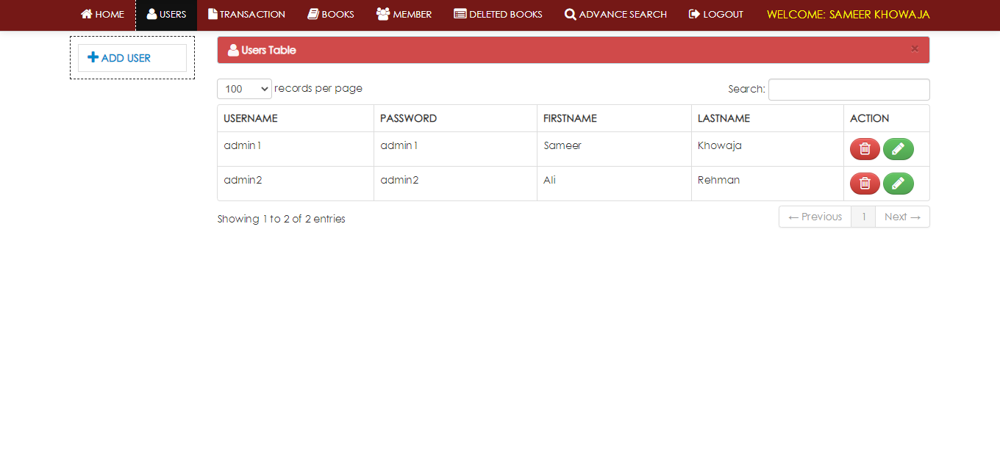 HOME USERS TRANSACTION BOOKS MEMBER DELETED BOOKS ADVANCE SEARCH LOGOUT WELCOME: SAMEER KHOWAJA
ADD USER
Users Table ×
100 records per page Search:
USERNAME PASSWORD FIRSTNAME LASTNAME ACTION
admin1 admin1 Sameer Khowaja
admin2 admin2 Ali Rehman
Showing 1 to 2 of 2 entries
← Previous 1 Next →